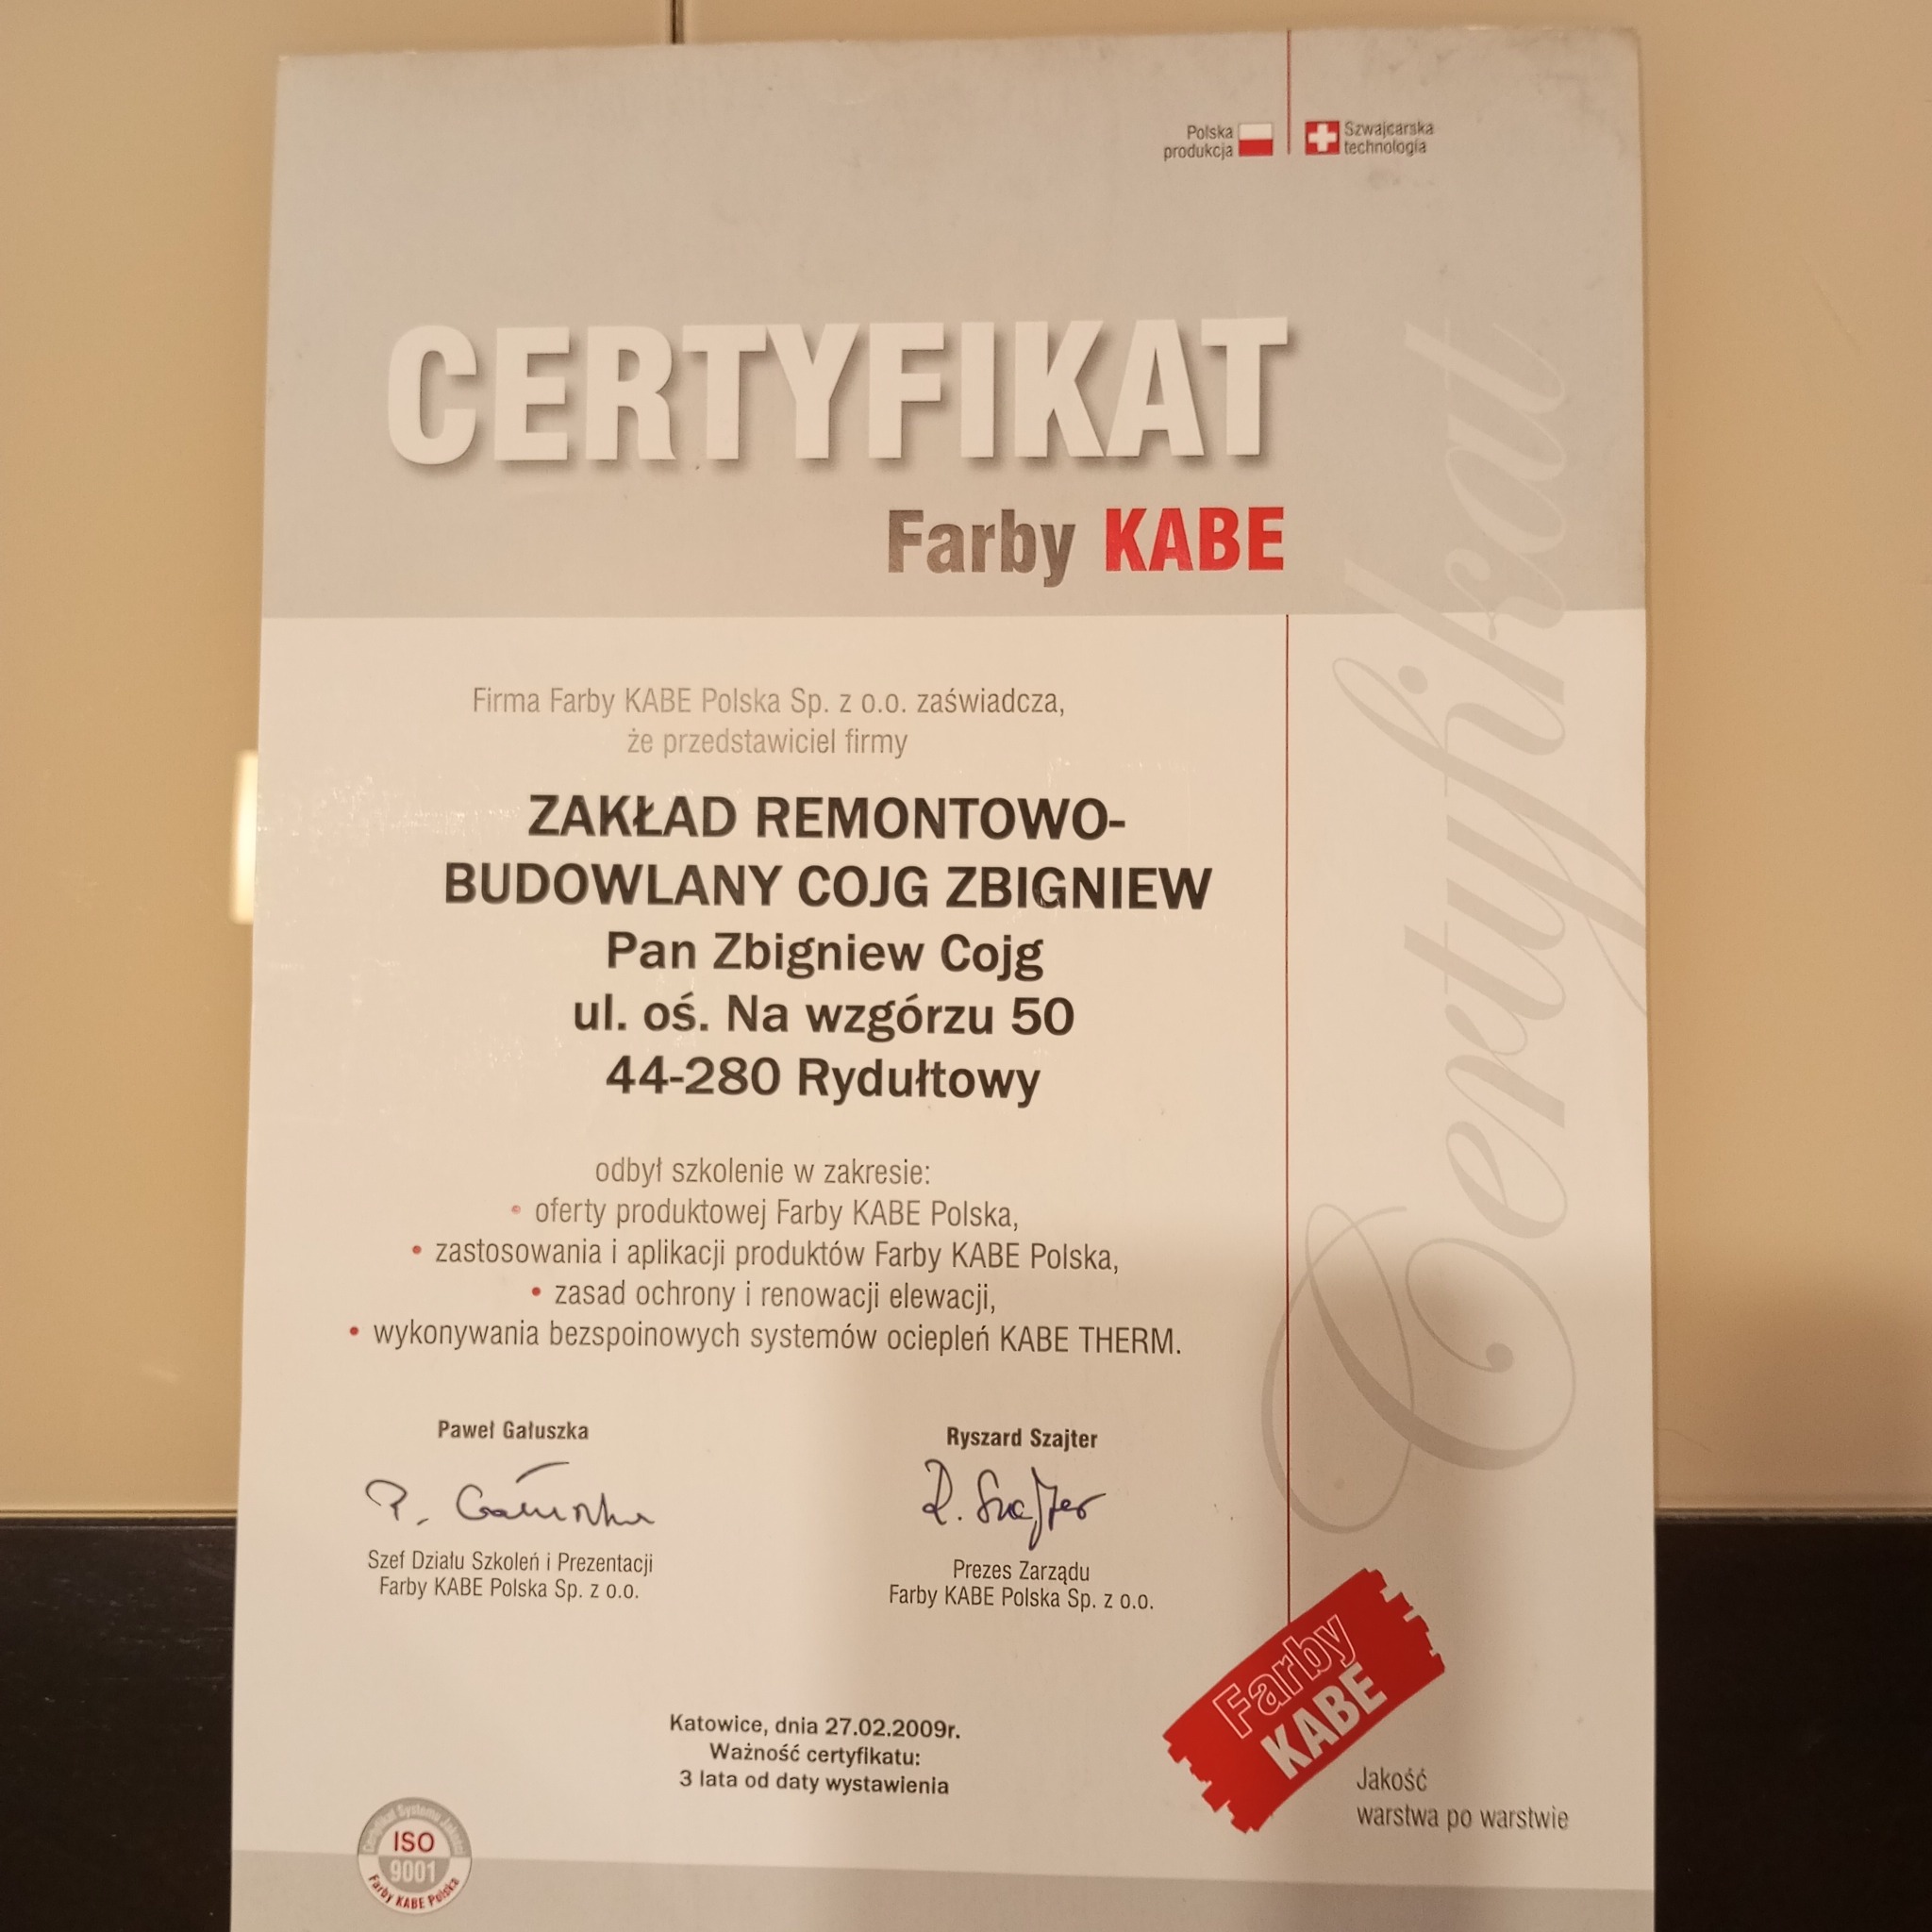 Polska
produkcja
Szwajcarska
technologia
CERTYFIKAT
Farby KABE
Certyfikat
Firma Farby KABE Polska Sp. z o.o. zaświadcza,
że przedstawiciel firmy
ZAKŁAD REMONTOWO-
BUDOWLANY COJG ZBIGNIEW
Pan Zbigniew Cojg
ul. oś. Na wzgórzu 50
44-280 Rydułtowy
odbył szkolenie w zakresie:
• oferty produktowej Farby KABE Polska,
• zastosowania i aplikacji produktów Farby KABE Polska,
• zasad ochrony i renowacji elewacji,
• wykonywania bezspoinowych systemów ociepleń KABE THERM.
Paweł Gałuszka
P. Gałuszka
Szef Działu Szkoleń i Prezentacji
Farby KABE Polska Sp. z o.o.
Ryszard Szajter
R. Szajter
Prezes Zarządu
Farby KABE Polska Sp. z o.o.
Katowice, dnia 27.02.2009r.
Ważność certyfikatu:
3 lata od daty wystawienia
Farby
KABE
Jakość
warstwa po warstwie
Certyfikat Systemu Jakości
ISO
9001
Farby KABE Polska